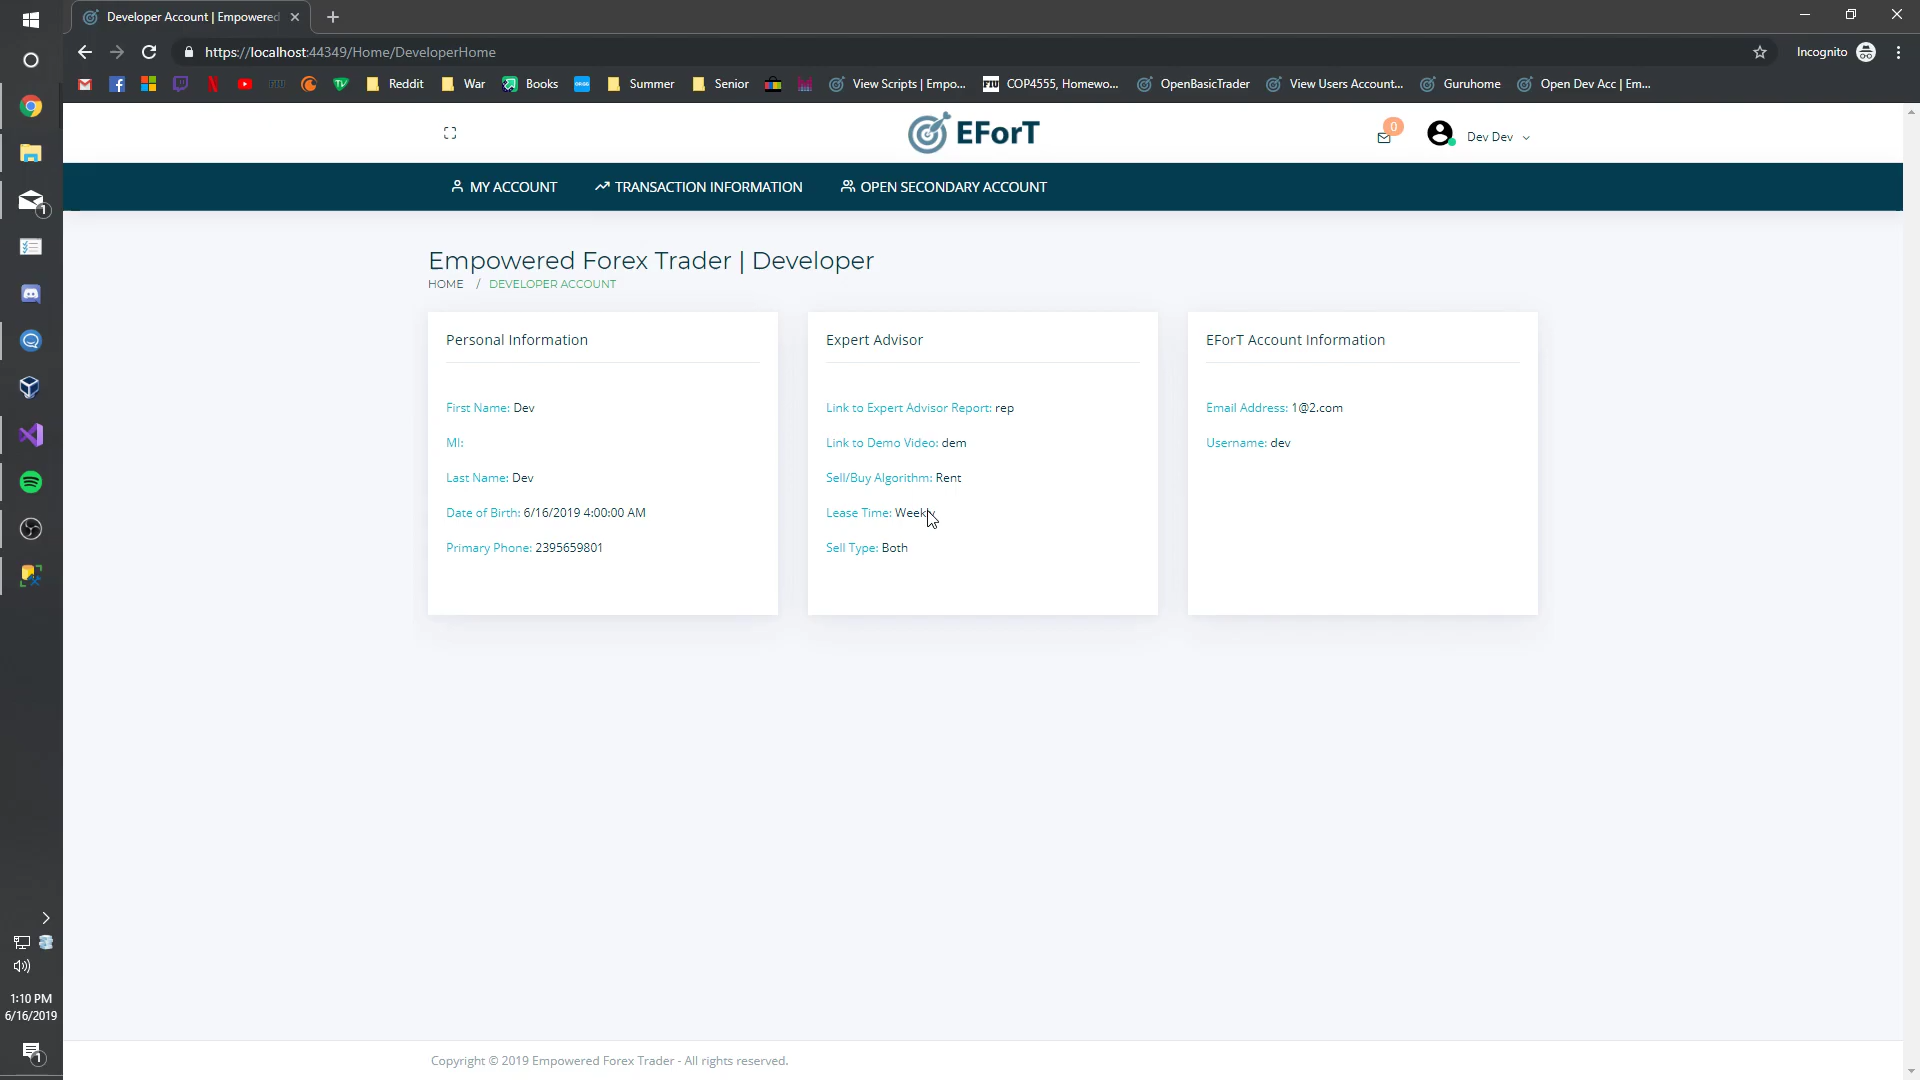 Developer Account | Empowered
https://localhost:44349/Home/DeveloperHome
Incognito
Reddit
War
Books
Summer
Senior
View Scripts | Empo...
FIU COP4555, Homewo...
OpenBasicTrader
View Users Account...
Guruhome
Open Dev Acc | Em...
EForT
0
Dev Dev
MY ACCOUNT
TRANSACTION INFORMATION
OPEN SECONDARY ACCOUNT
Empowered Forex Trader | Developer
HOME / DEVELOPER ACCOUNT
Personal Information
First Name: Dev
MI:
Last Name: Dev
Date of Birth: 6/16/2019 4:00:00 AM
Primary Phone: 2395659801
Expert Advisor
Link to Expert Advisor Report: rep
Link to Demo Video: dem
Sell/Buy Algorithm: Rent
Lease Time: Weekly
Sell Type: Both
EForT Account Information
Email Address: 1@2.com
Username: dev
1
1:10 PM
6/16/2019
1
Copyright © 2019 Empowered Forex Trader - All rights reserved.